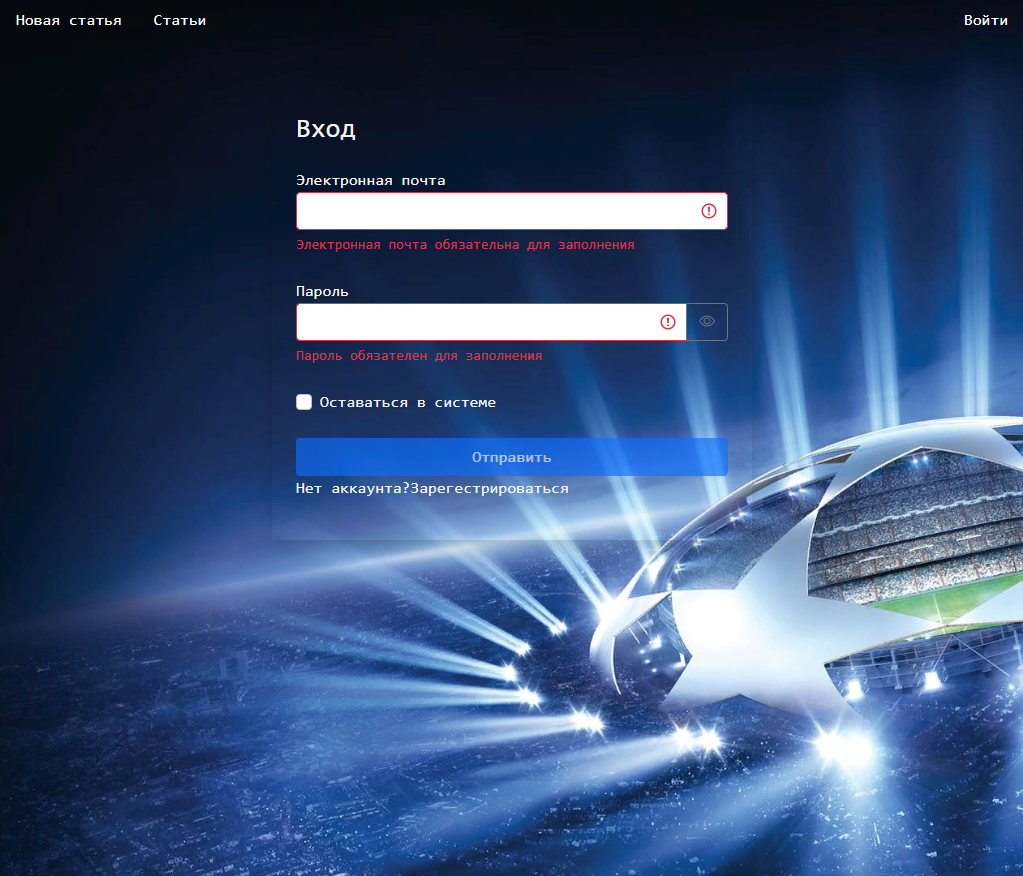 Новая статья Статьи Войти
Вход
Электронная почта
Электронная почта обязательна для заполнения
Пароль
Пароль обязателен для заполнения
Оставаться в системе
Отправить
Нет аккаунта?Зарегестрироваться